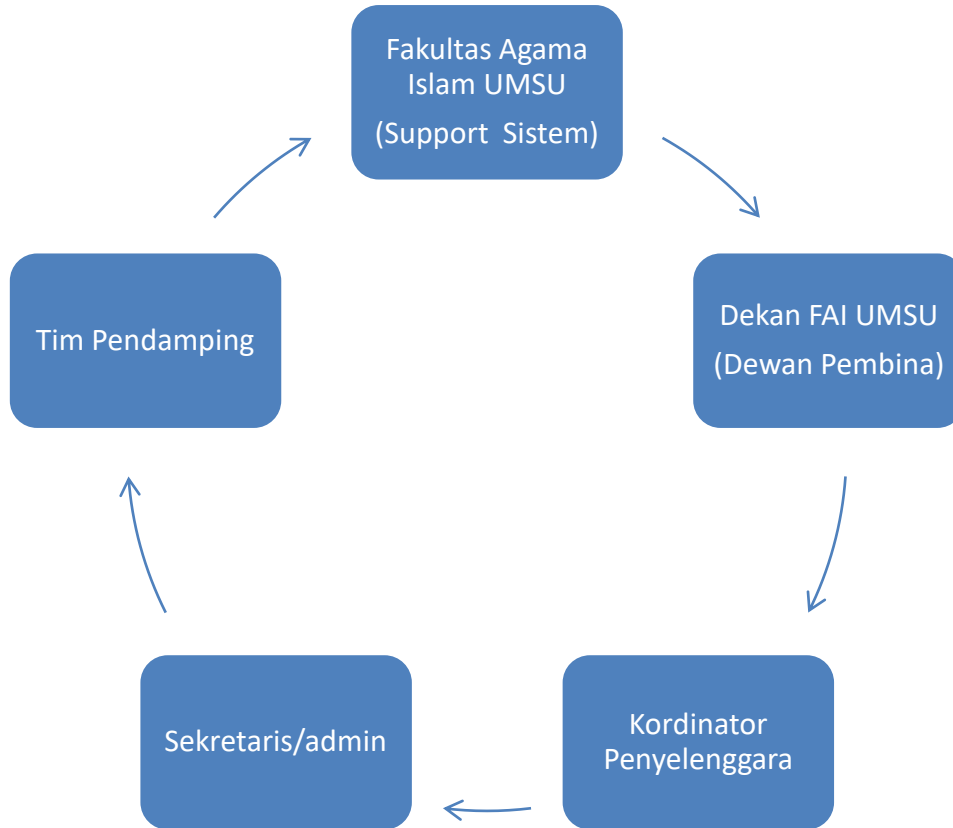 Fakultas Agama
Islam UMSU
(Support Sistem)
Dekan FAI UMSU
(Dewan Pembina)
Kordinator
Penyelenggara
Sekretaris/admin
Tim Pendamping